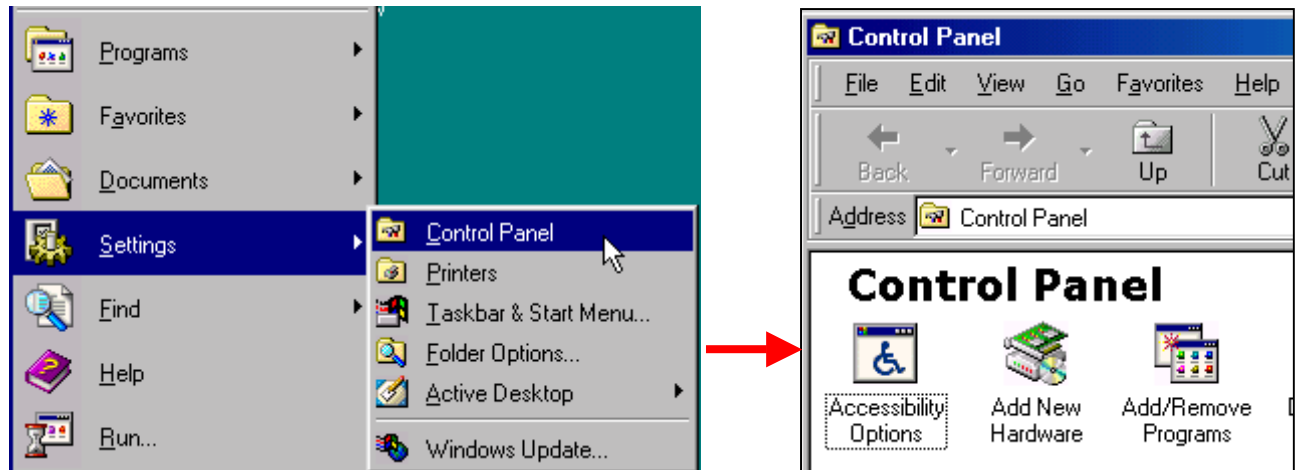 Programs
Favorites
Documents
Settings
Find
Help
Run...
Control Panel
Printers
Taskbar & Start Menu...
Folder Options...
Active Desktop
Windows Update...
Control Panel
File Edit View Go Favorites Help
Back Forward Up Cut
Address Control Panel
Control Panel
Accessibility Options
Add New Hardware
Add/Remove Programs